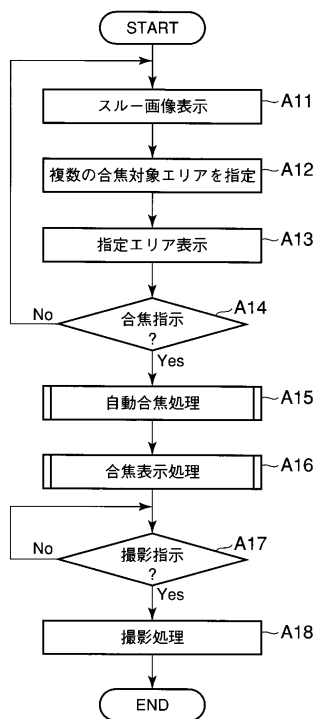 START
スルー画像表示 A11
複数の合焦対象エリアを指定 A12
指定エリア表示 A13
合焦指示 A14
?
No
Yes
自動合焦処理 A15
合焦表示処理 A16
撮影指示 A17
?
No
Yes
撮影処理 A18
END